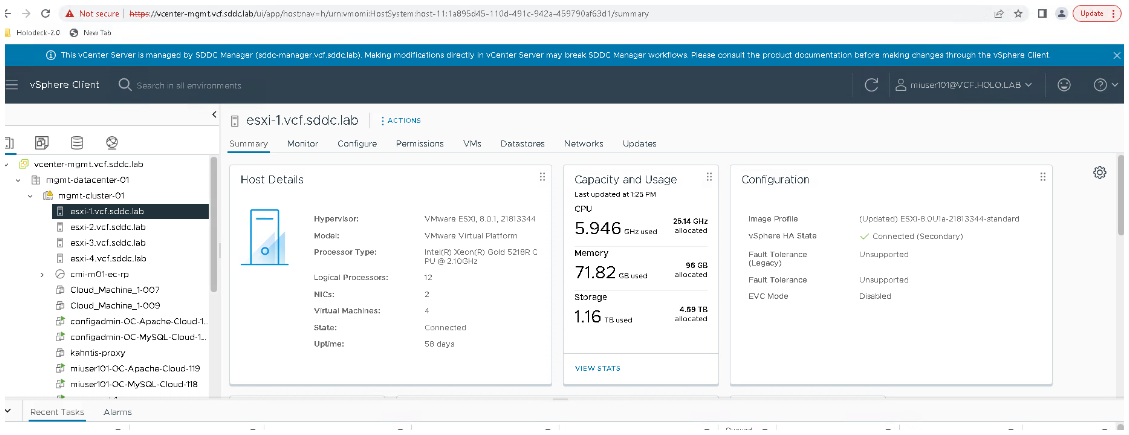 Not secure https://vcenter-mgmt.vcf.sddc.lab/ui/app/host;nav=h/urn:vmomi:HostSystem:host-11:1a895d45-110d-491c-942a-459790af63d1/summary
Update
Holodeck-2.0 New Tab
This vCenter Server is managed by SDDC Manager (sddc-manager.vcf.sddc.lab). Making modifications directly in vCenter Server may break SDDC Manager workflows. Please consult the product documentation before making changes through the vSphere Client.
vSphere Client
Search in all environments
miuser101@VCF.HOLO.LAB
vcenter-mgmt.vcf.sddc.lab
mgmt-datacenter-01
mgmt-cluster-01
esxi-1.vcf.sddc.lab
esxi-2.vcf.sddc.lab
esxi-3.vcf.sddc.lab
esxi-4.vcf.sddc.lab
cmi-m01-ec-rp
Cloud_Machine_1-007
Cloud_Machine_1-009
configadmin-OC-Apache-Cloud-1...
configadmin-OC-MySQL-Cloud-1...
kahntis-proxy
miuser101-OC-Apache-Cloud-119
miuser101-OC-MySQL-Cloud-118
esxi-1.vcf.sddc.lab
ACTIONS
Summary Monitor Configure Permissions VMs Datastores Networks Updates
Host Details
Hypervisor: VMware ESXi, 8.0.1, 21813344
Model: VMware Virtual Platform
Processor Type: Intel(R) Xeon(R) Gold 5218R C
PU @ 2.10GHz
Logical Processors: 12
NICs: 2
Virtual Machines: 4
State: Connected
Uptime: 58 days
Capacity and Usage
Last updated at 1:25 PM
CPU
5.946 GHz used
25.14 GHz
allocated
Memory
71.82 GB used
96 GB
allocated
Storage
1.16 TB used
4.59 TB
allocated
VIEW STATS
Configuration
Image Profile (Updated) ESXi-8.0U1a-21813344-standard
vSphere HA State Connected (Secondary)
Fault Tolerance
(Legacy)
Unsupported
Fault Tolerance Unsupported
EVC Mode Disabled
Recent Tasks Alarms